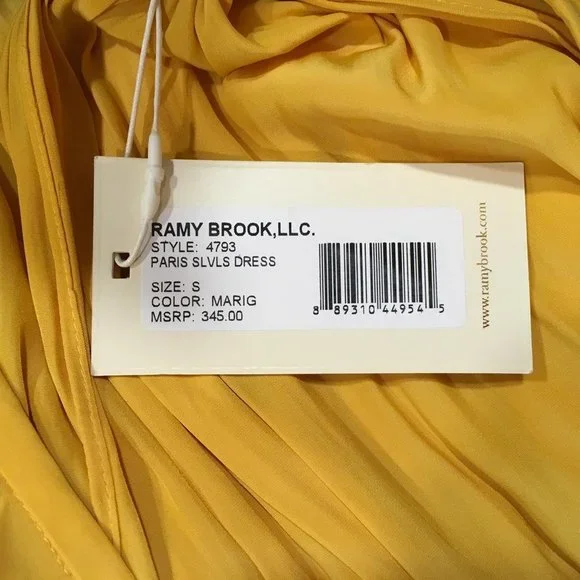 RAMY BROOK,LLC.
STYLE: 4793
PARIS SLVLS DRESS
SIZE: S
COLOR: MARIG
MSRP: 345.00
8 89310 44954 5
www.ramybrook.com